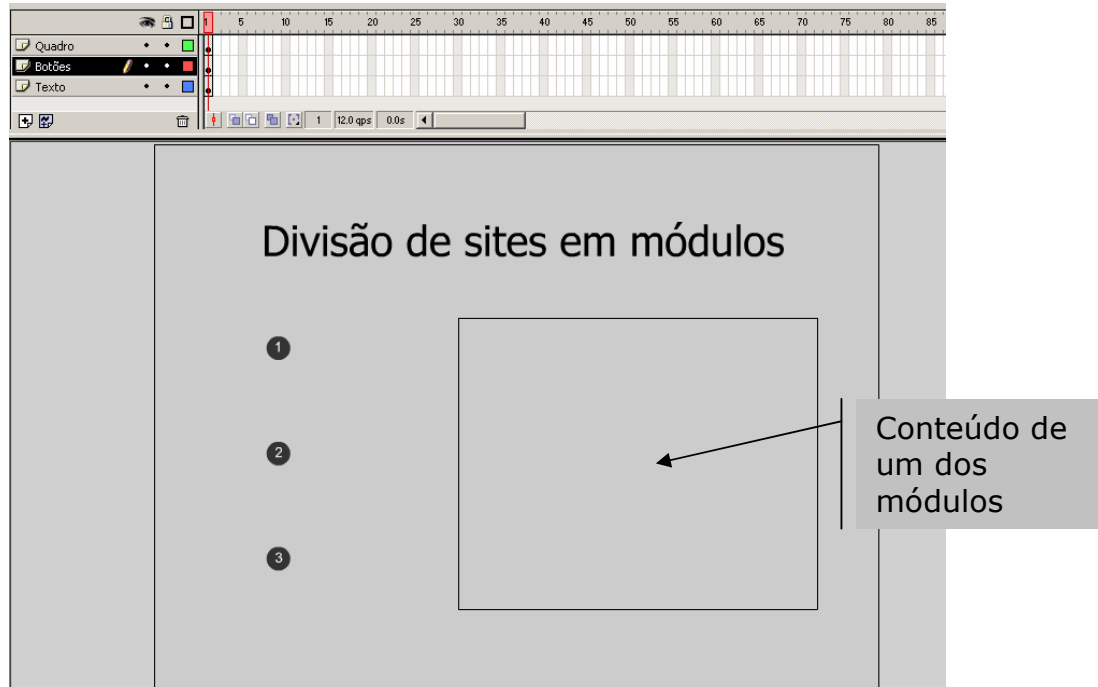 1 5 10 15 20 25 30 35 40 45 50 55 60 65 70 75 80 85
Quadro
Botões
Texto
1 12.0 qps 0.0s
Divisão de sites em módulos
1
2
3
Conteúdo de
um dos
módulos